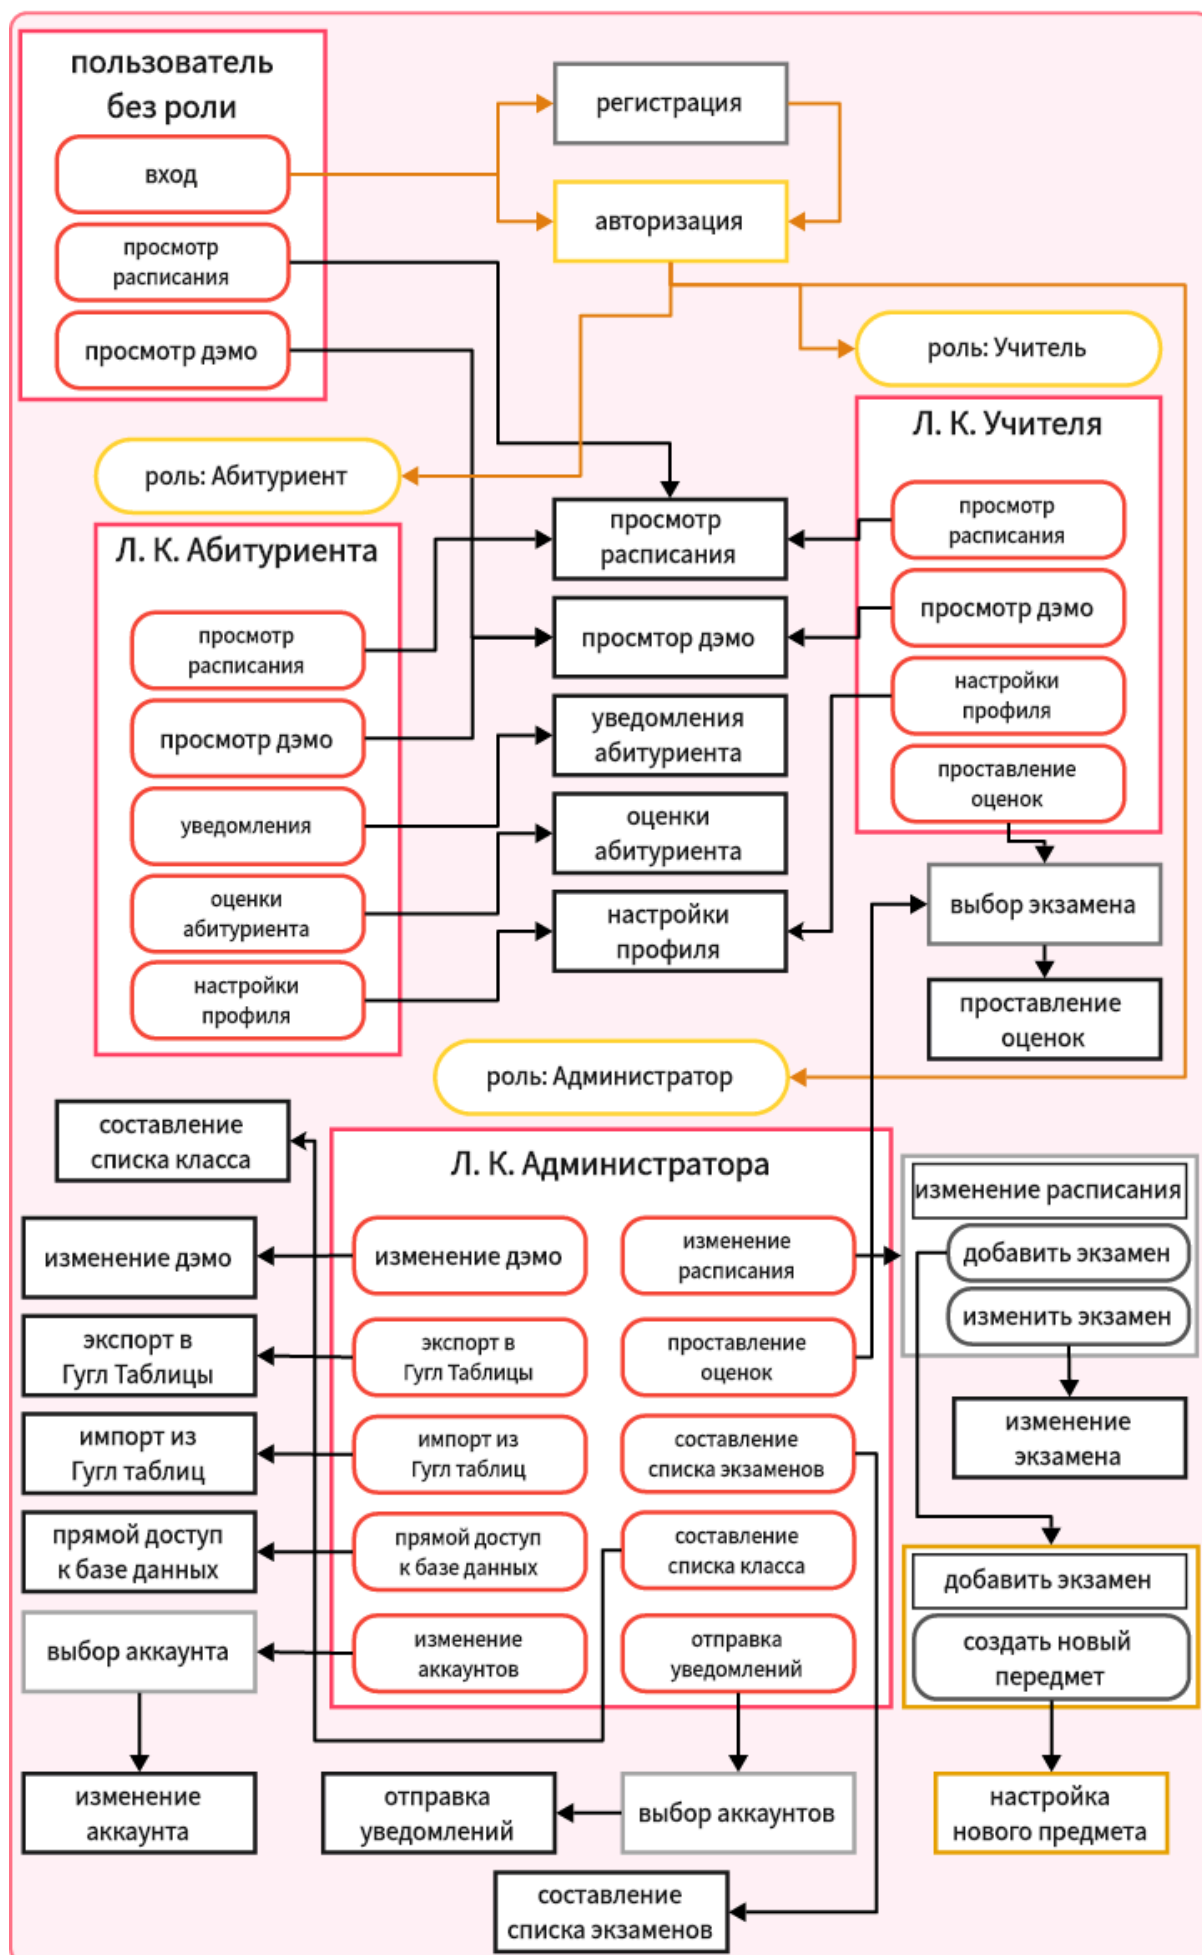 пользователь
без роли
вход
просмотр
расписания
просмотр дэмо
регистрация
авторизация
роль: Учитель
Л. К. Учителя
просмотр
расписания
просмотр дэмо
настройки
профиля
проставление
оценок
выбор экзамена
проставление
оценок
роль: Абитуриент
Л. К. Абитуриента
просмотр
расписания
просмотр дэмо
уведомления
оценки
абитуриента
настройки
профиля
просмотр
расписания
просмтор дэмо
уведомления
абитуриента
оценки
абитуриента
настройки
профиля
роль: Администратор
Л. К. Администратора
изменение дэмо
экспорт в
Гугл Таблицы
импорт из
Гугл таблиц
прямой доступ
к базе данных
изменение
аккаунтов
изменение
расписания
проставление
оценок
составление
списка экзаменов
составление
списка класса
отправка
уведомлений
составление
списка класса
изменение дэмо
экспорт в
Гугл Таблицы
импорт из
Гугл таблиц
прямой доступ
к базе данных
выбор аккаунта
изменение
аккаунта
отправка
уведомлений
выбор аккаунтов
составление
списка экзаменов
изменение расписания
добавить экзамен
изменить экзамен
изменение
экзамена
добавить экзамен
создать новый
передмет
настройка
нового предмета